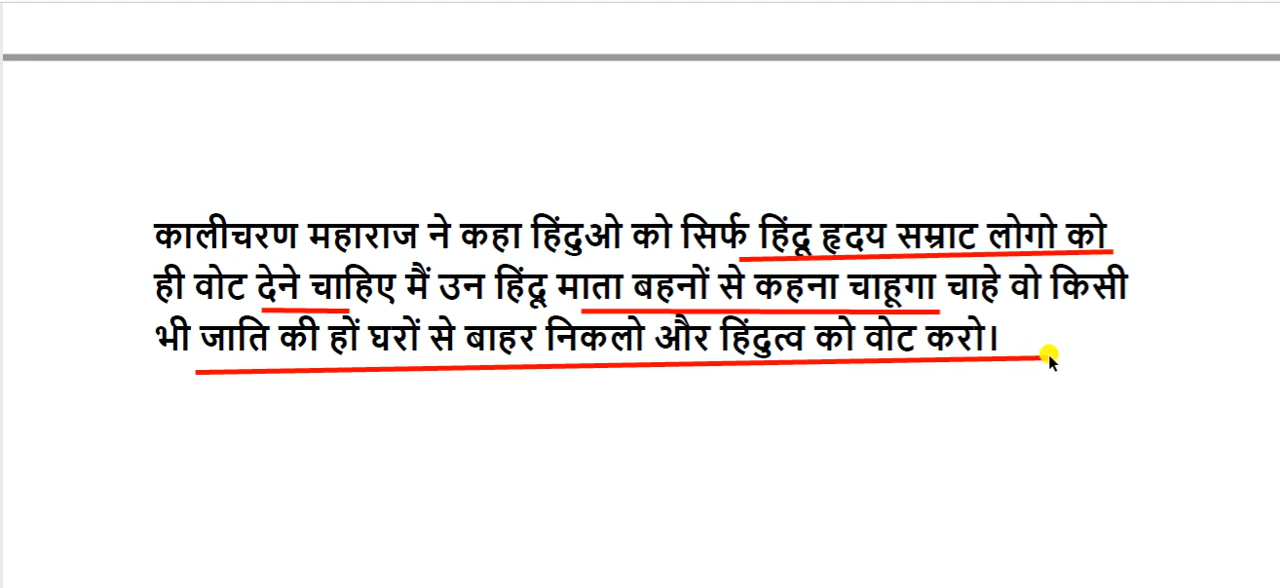 कालीचरण महाराज ने कहा हिंदुओ को सिर्फ हिंदू हृदय सम्राट लोगो को
ही वोट देने चाहिए मैं उन हिंदू माता बहनों से कहना चाहूगा चाहे वो किसी
भी जाति की हों घरों से बाहर निकलो और हिंदुत्व को वोट करो।